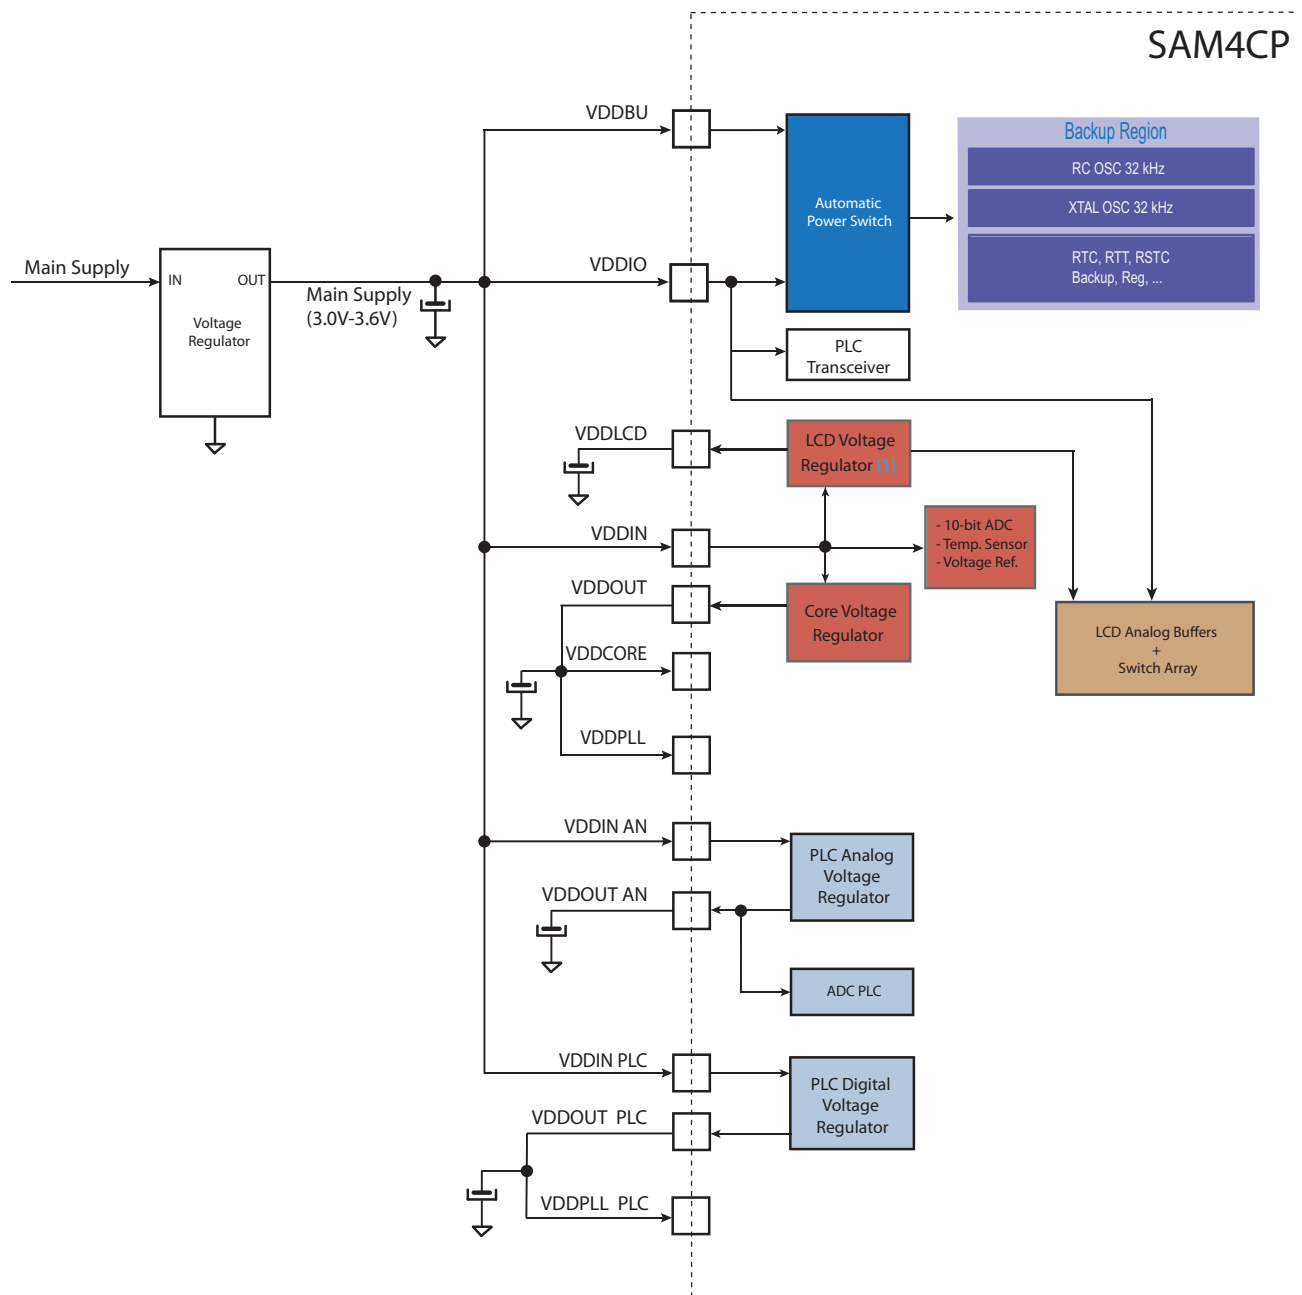 SAM4CP
VDDBU
Backup Region
RC OSC 32 kHz
XTAL OSC 32 kHz
RTC, RTT, RSTC
Backup, Reg, ...
Automatic
Power Switch
Main Supply
IN
OUT
Voltage
Regulator
Main Supply
(3.0V-3.6V)
VDDIO
PLC
Transceiver
VDDLCD
LCD Voltage
Regulator (1)
VDDIN
- 10-bit ADC
- Temp. Sensor
- Voltage Ref.
VDDOUT
Core Voltage
Regulator
LCD Analog Buffers
+
Switch Array
VDDCORE
VDDPLL
VDDIN AN
PLC Analog
Voltage
Regulator
VDDOUT AN
ADC PLC
VDDIN PLC
PLC Digital
Voltage
Regulator
VDDOUT PLC
VDDPLL PLC